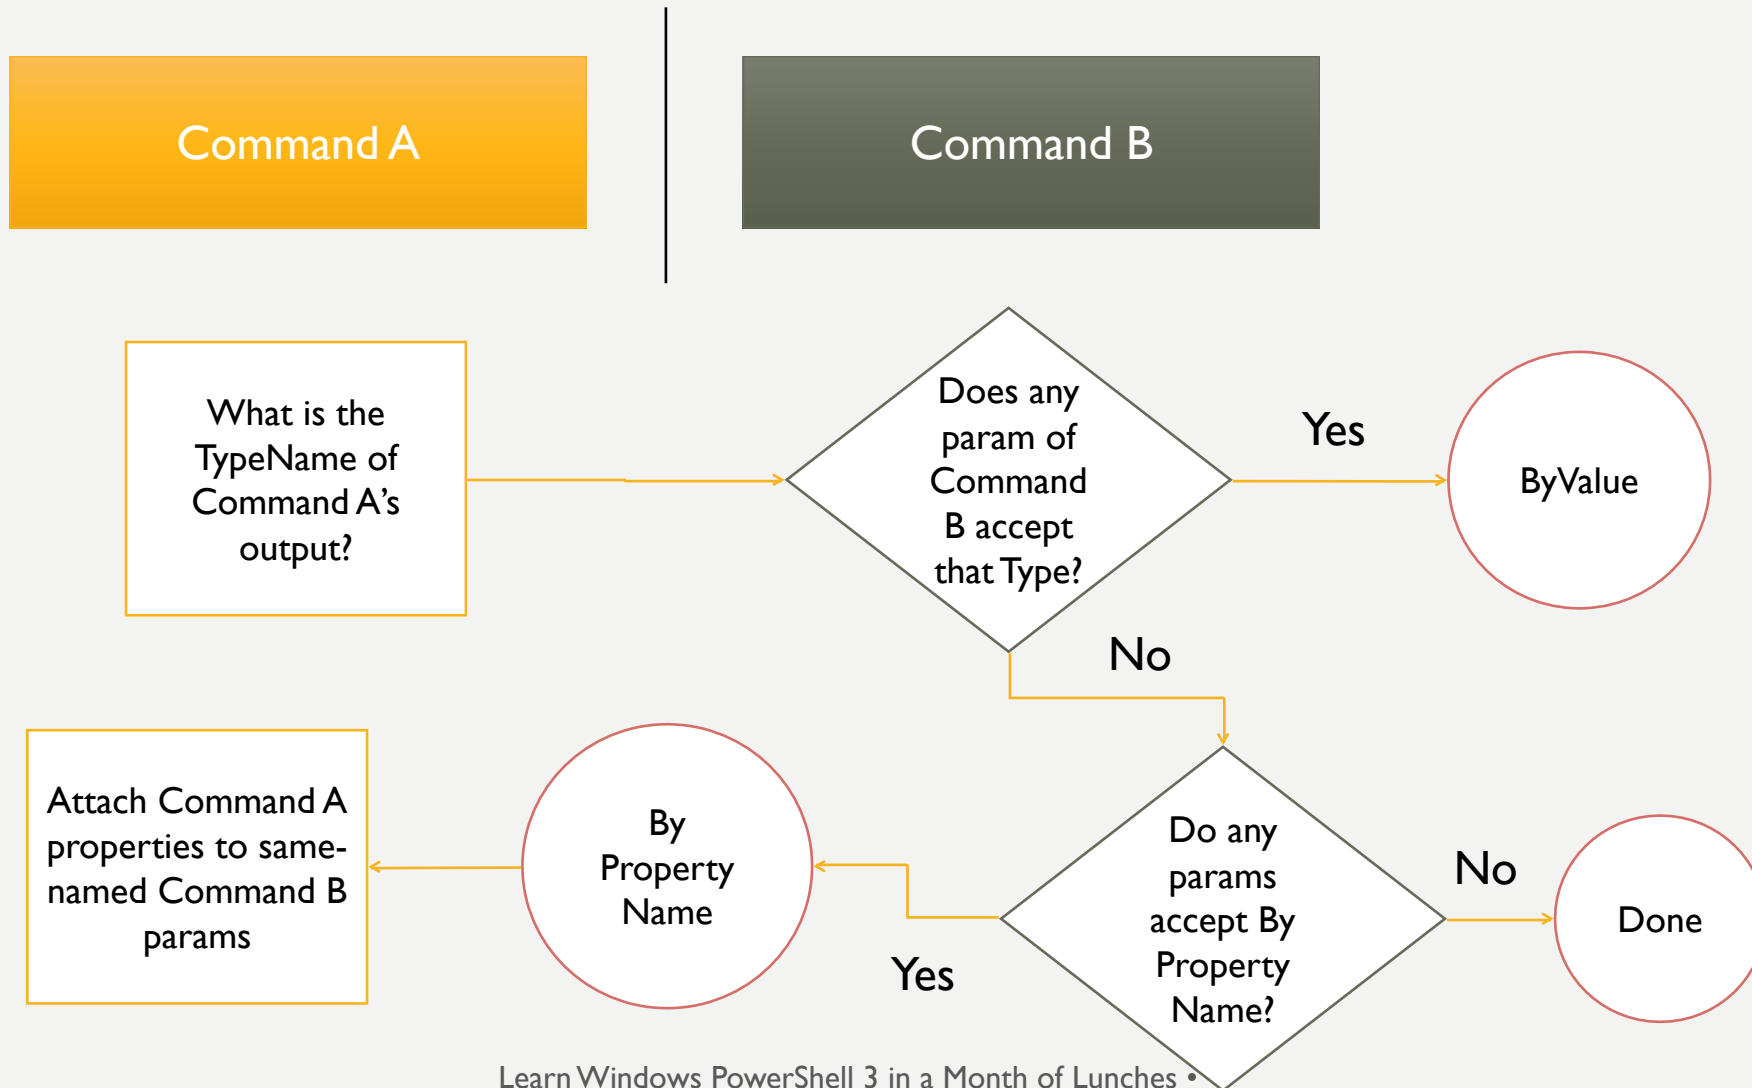 Command A
Command B
What is the
TypeName of
Command A's
output?
Does any
param of
Command
B accept
that Type?
Yes
ByValue
No
Attach Command A
properties to same-
named Command B
params
By
Property
Name
Yes
Do any
params
accept By
Property
Name?
No
Done
Learn Windows PowerShell 3 in a Month of Lunches •